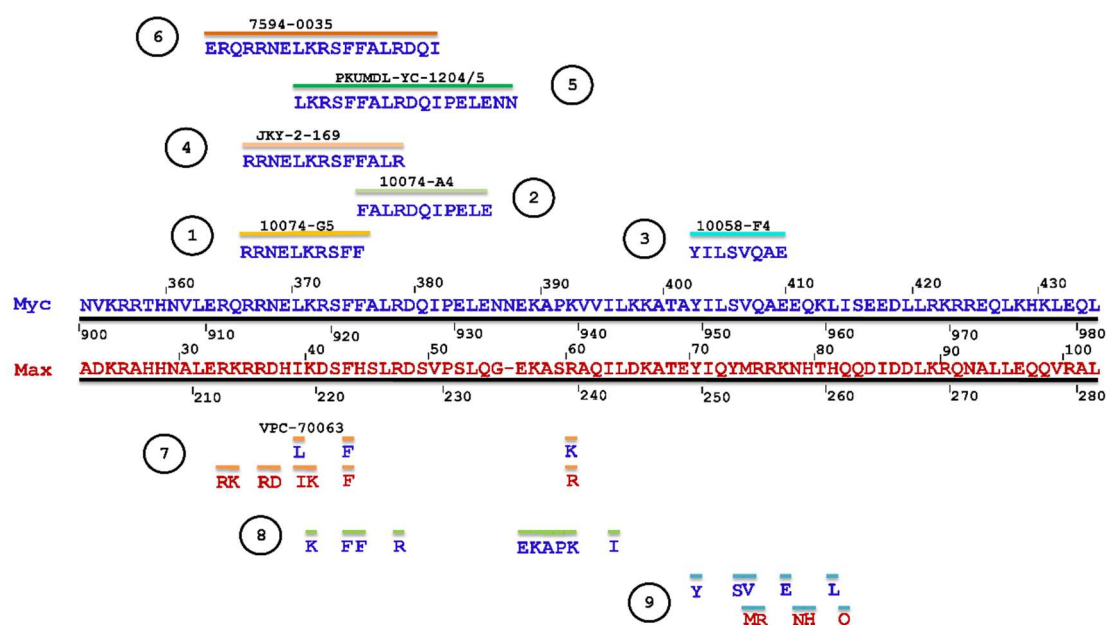 7594-0035
6
ERQRRNELKRSFFALRDQI
PKUMDL-YC-1204/5
5
LKRSFFALRDQIPELENN
JKY-2-169
4
RRNELKRSFFALR
10074-A4
2
FALRDQIPELE
10074-G5
10058-F4
1
3
RRNELKRSFF
YILSVQAE
360 370 380 390 400 410 420 430
Myc NVKRRTHNVLERQRRNELKRSFFALRDQIPELENNEKAPKVVILKKATAYILSVQAEEQKLISEEDLLRKRREQLKHKLEQL
900 910 920 930 940 950 960 970 980
30 40 50 60 70 80 90 100
Max ADKRAHHNALERKRRDHIKDSFHSLRDSVPSLQG-EKASRAQILDKATEYIQYMRRKNHTHQQDIDDLKRQNALLEQQVRAL
210 220 230 240 250 260 270 280
VPC-70063
7
L F K
RK RD IK F R
8
K FF R EKAPK I
9
Y SV E L
MR NH Q